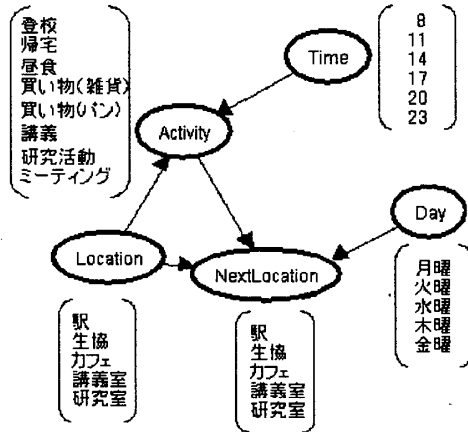 登校
帰宅
昼食
買い物(雑貨)
買い物(パン)
講義
研究活動
ミーティング
Time
8
11
14
17
20
23
Activity
Location
NextLocation
Day
駅
生協
カフェ
講義室
研究室
駅
生協
カフェ
講義室
研究室
月曜
火曜
水曜
木曜
金曜